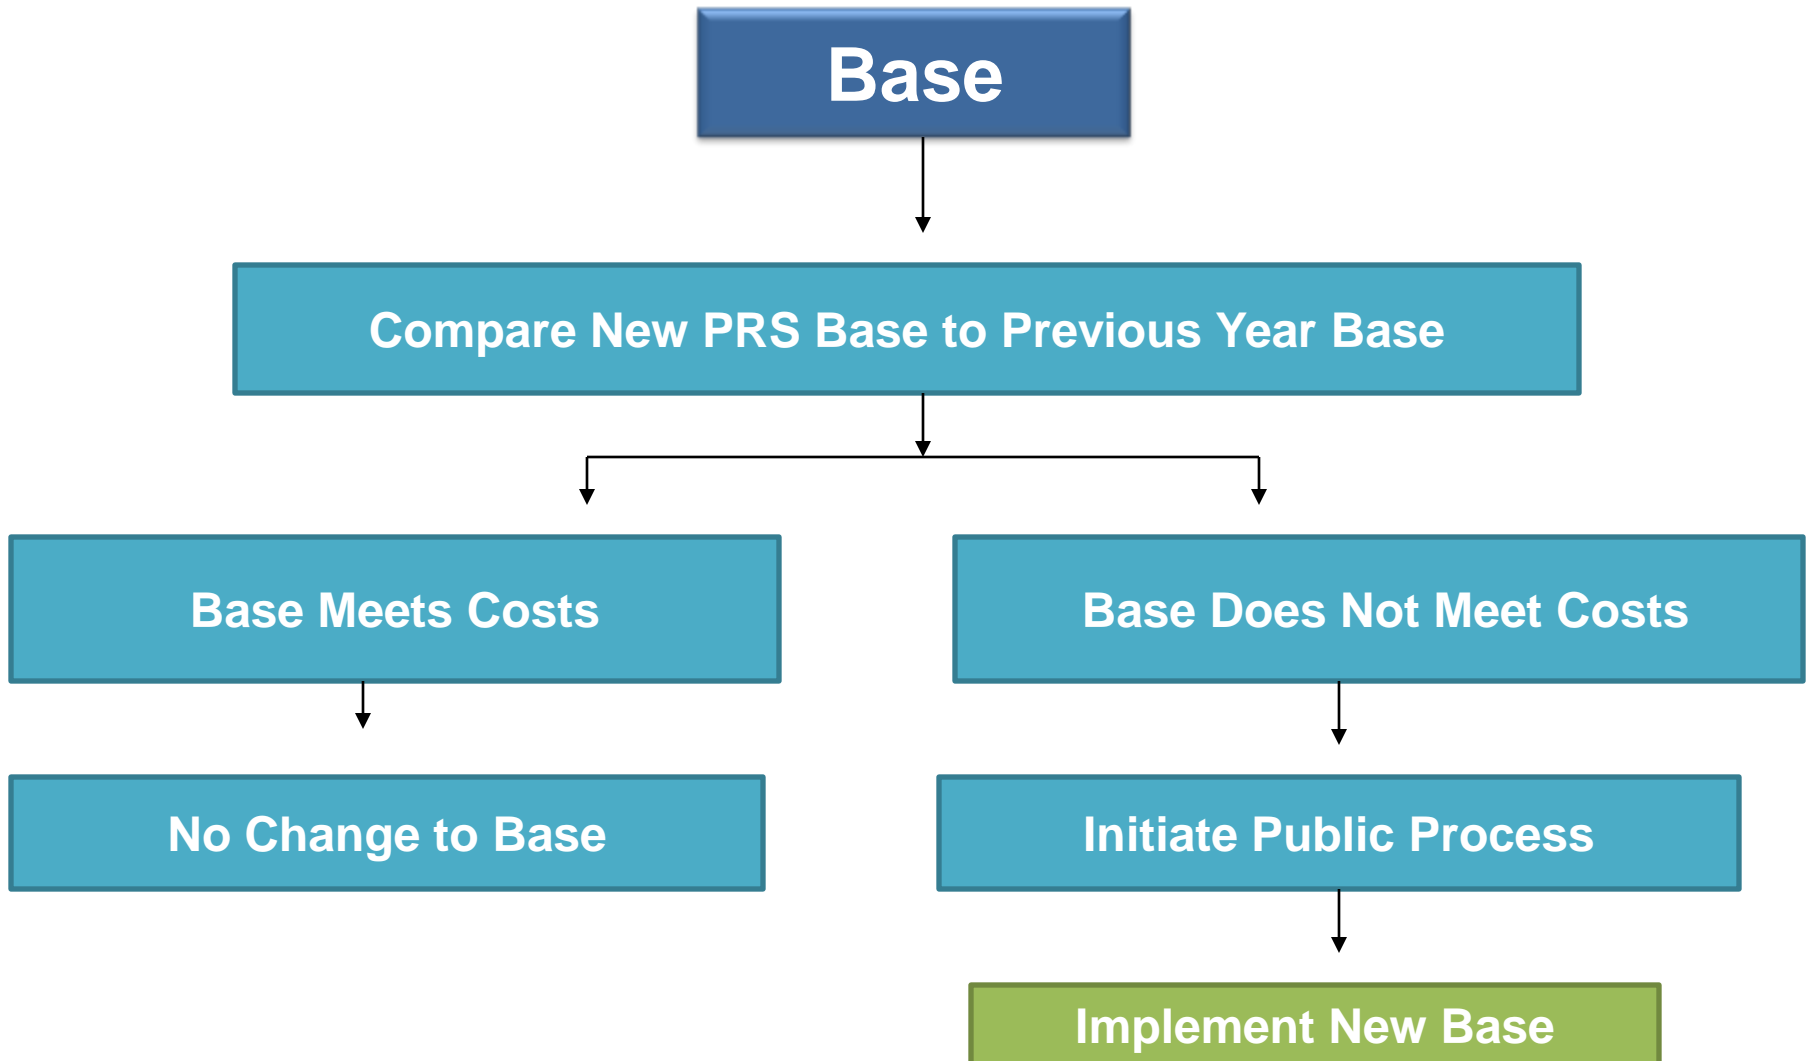 Base
Compare New PRS Base to Previous Year Base
Base Meets Costs
Base Does Not Meet Costs
No Change to Base
Initiate Public Process
Implement New Base